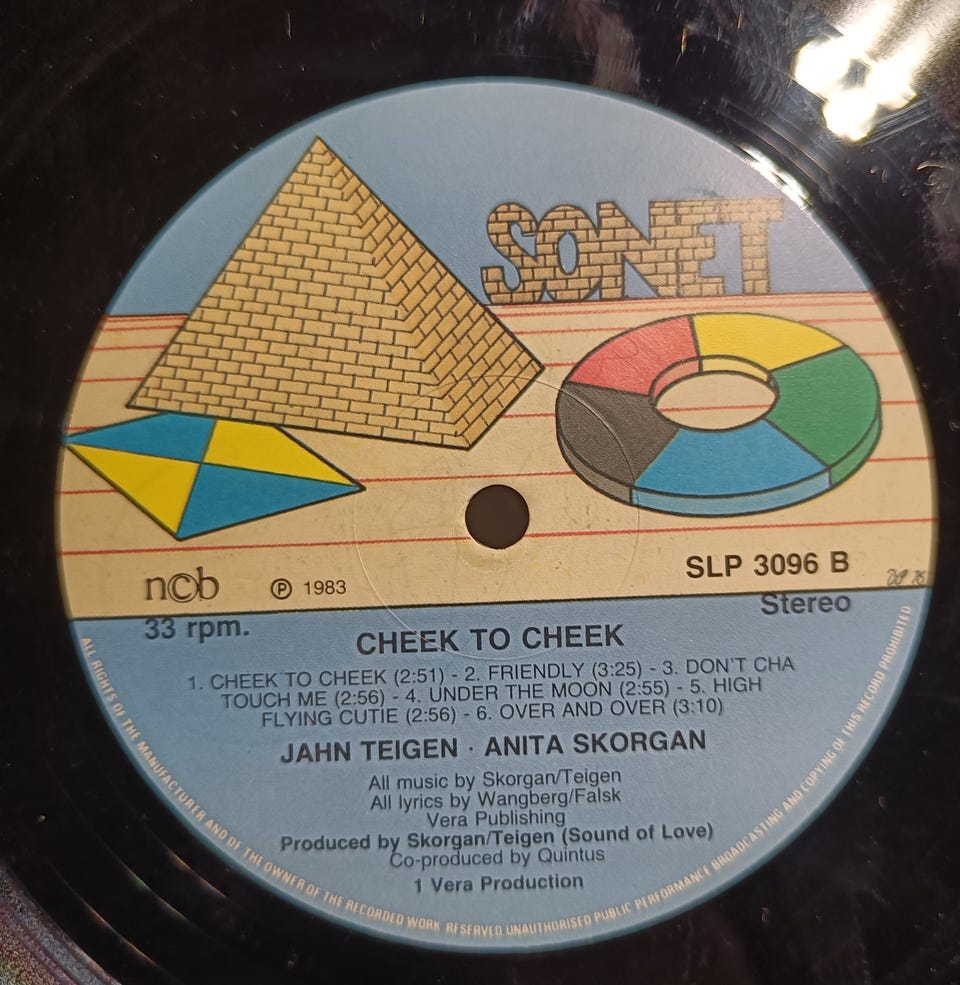 SONET
SLP 3096 B
ncb ℗ 1983
Stereo
33 rpm.
CHEEK TO CHEEK
1. CHEEK TO CHEEK (2:51) - 2. FRIENDLY (3:25) - 3. DON'T CHA
TOUCH ME (2:56) - 4. UNDER THE MOON (2:55) - 5. HIGH
FLYING CUTIE (2:56) - 6. OVER AND OVER (3:10)
JAHN TEIGEN · ANITA SKORGAN
All music by Skorgan/Teigen
All lyrics by Wangberg/Falsk
Vera Publishing
Produced by Skorgan/Teigen (Sound of Love)
Co-produced by Quintus
1 Vera Production
ALL RIGHTS OF THE MANUFACTURER AND OF THE OWNER OF THE RECORDED WORK RESERVED UNAUTHORISED PUBLIC PERFORMANCE BROADCASTING AND COPYING OF THIS RECORD PROHIBITED